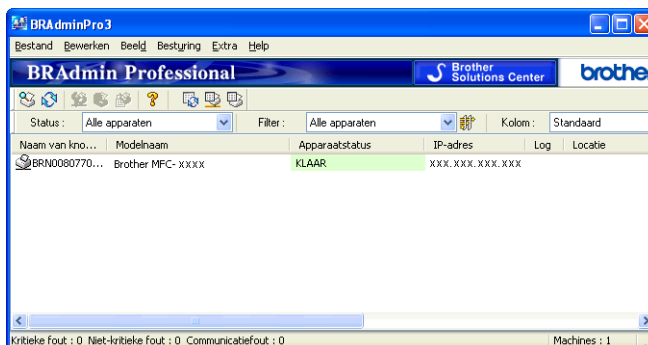 BRAdminPro3
Bestand Bewerken Beeld Besturing Extra Help
BRAdmin Professional
Brother
Solutions Center
brothe
Status : Alle apparaten Filter : Alle apparaten Kolom : Standaard
Naam van kno... Modelnaam Apparaatstatus IP-adres Log Locatie
BRN0080770... Brother MFC- xxxx KLAAR xxx.xxx.xxx.xxx
Kritieke fout : 0 Niet-kritieke fout : 0 Communicatiefout : 0 Machines : 1